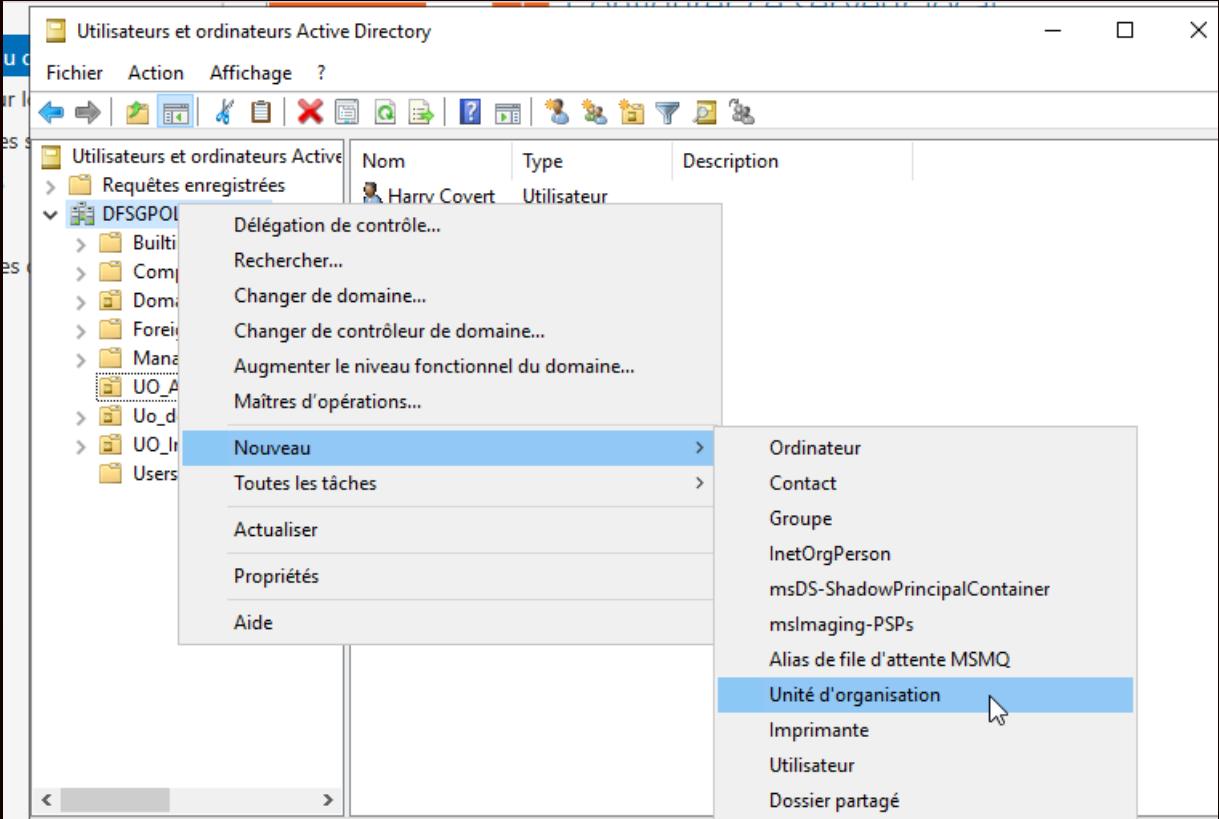 Utilisateurs et ordinateurs Active Directory
Fichier Action Affichage ?
Utilisateurs et ordinateurs Active
Requêtes enregistrées
DFSGPOL
Builti
Comp
Doma
Foreig
Mana
UO_A
Uo_d
UO_In
Users
Nom Type Description
Harry Covert Utilisateur
Délégation de contrôle...
Rechercher...
Changer de domaine...
Changer de contrôleur de domaine...
Augmenter le niveau fonctionnel du domaine...
Maîtres d'opérations...
Nouveau
Toutes les tâches
Actualiser
Propriétés
Aide
Ordinateur
Contact
Groupe
InetOrgPerson
msDS-ShadowPrincipalContainer
msImaging-PSPs
Alias de file d'attente MSMQ
Unité d'organisation
Imprimante
Utilisateur
Dossier partagé